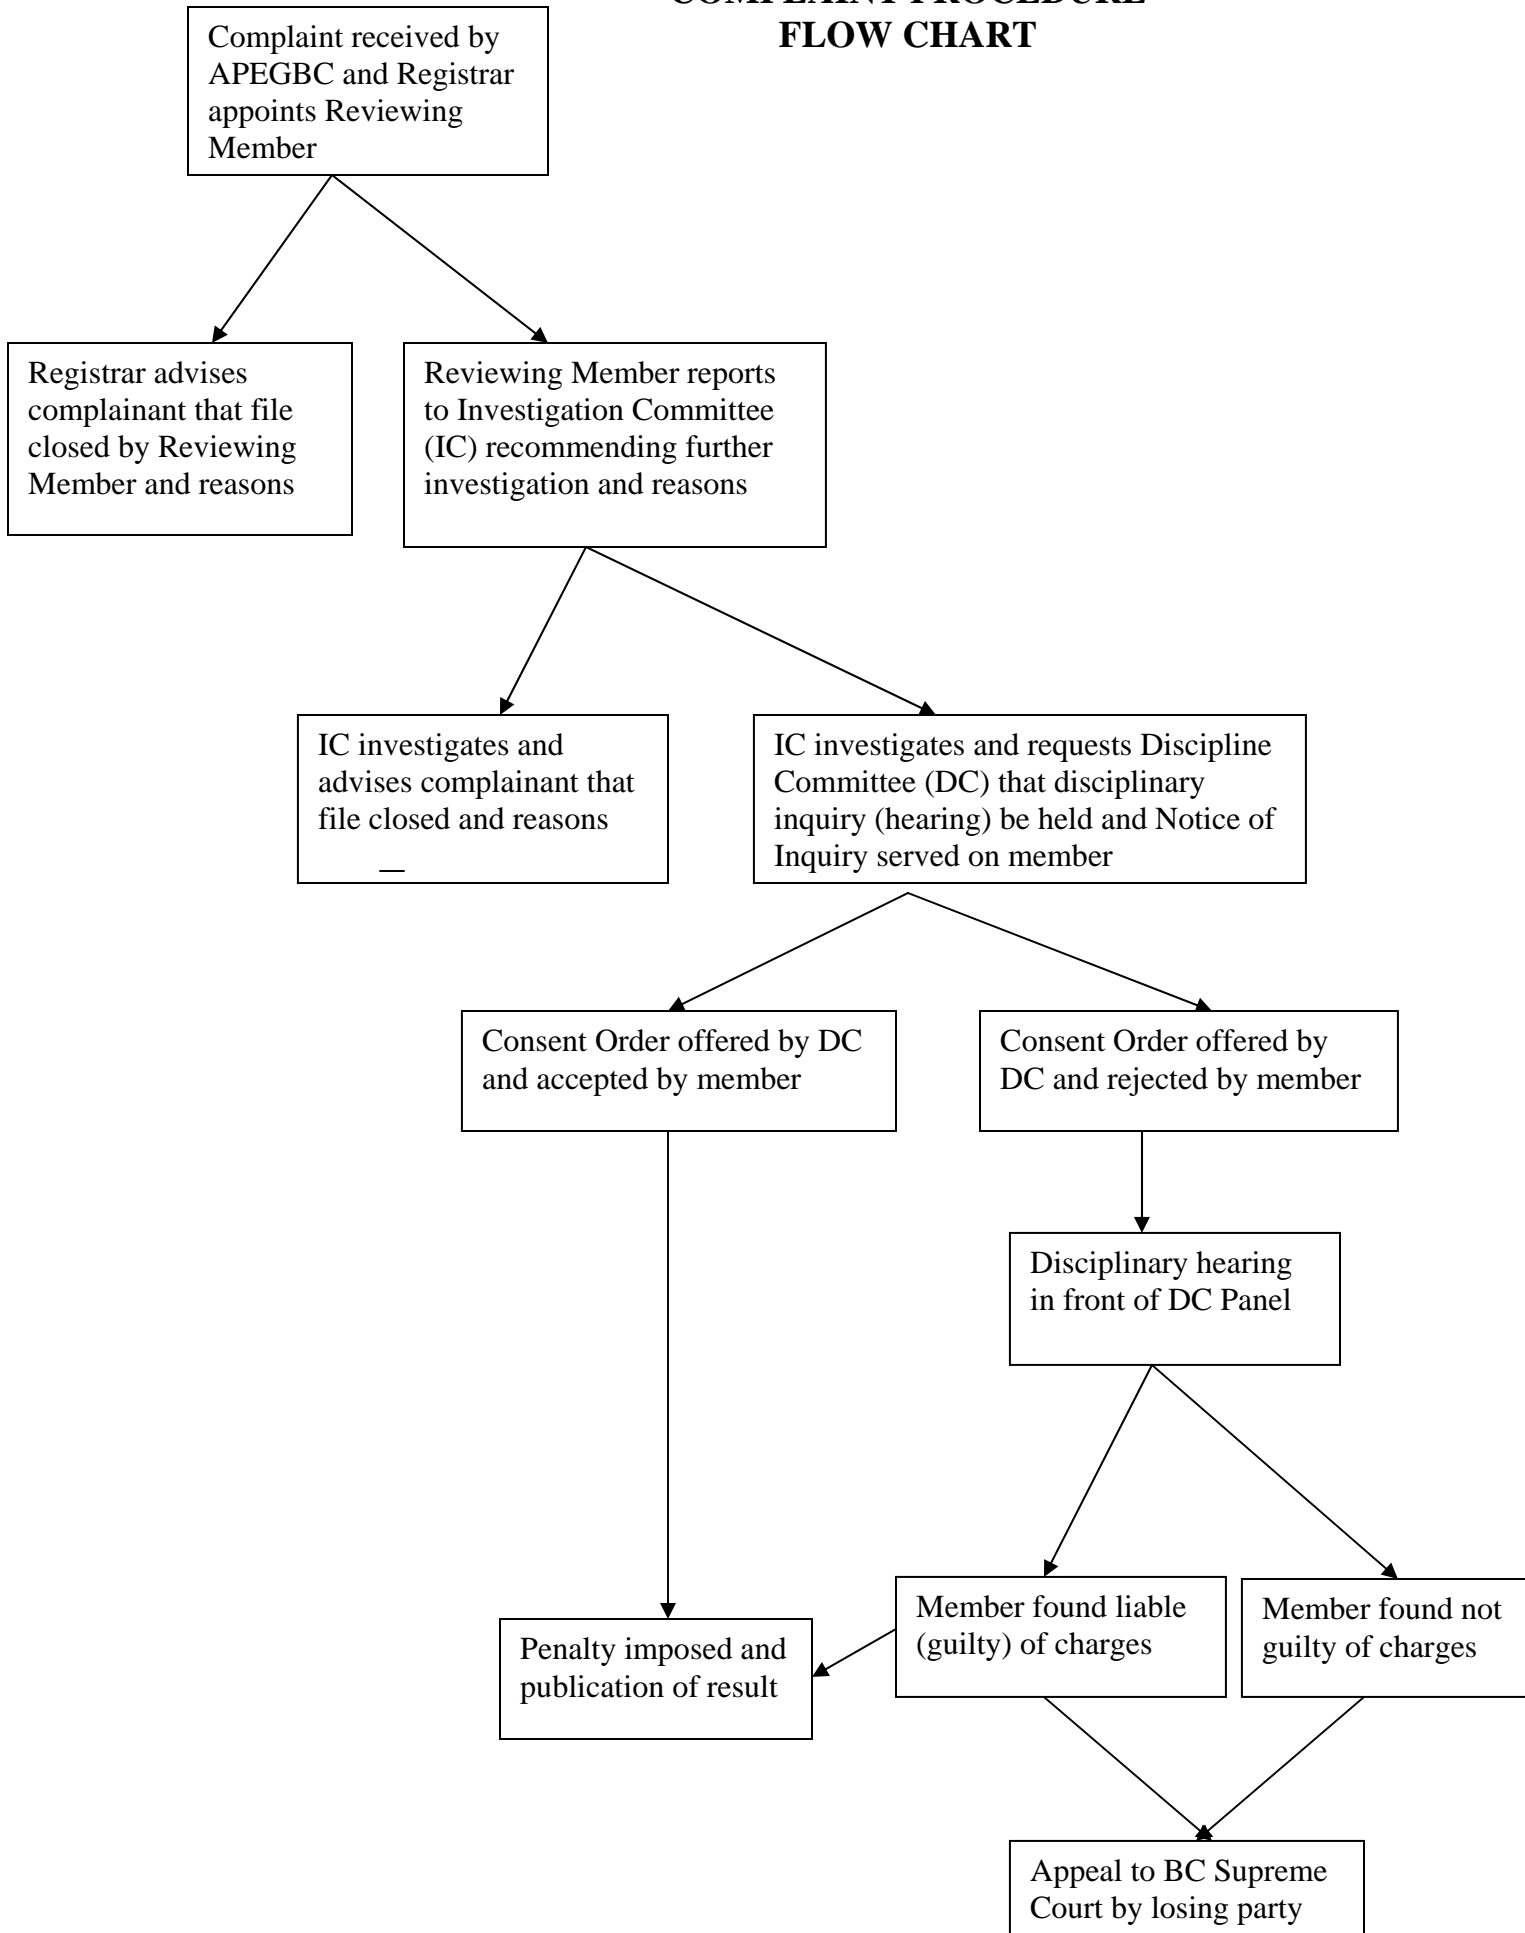 COMPLAINT PROCEDURE
FLOW CHART
Complaint received by
APEGBC and Registrar
appoints Reviewing
Member
Registrar advises
complainant that file
closed by Reviewing
Member and reasons
Reviewing Member reports
to Investigation Committee
(IC) recommending further
investigation and reasons
IC investigates and
advises complainant that
file closed and reasons
IC investigates and requests Discipline
Committee (DC) that disciplinary
inquiry (hearing) be held and Notice of
Inquiry served on member
Consent Order offered by DC
and accepted by member
Consent Order offered by
DC and rejected by member
Disciplinary hearing
in front of DC Panel
Member found liable
(guilty) of charges
Member found not
guilty of charges
Penalty imposed and
publication of result
Appeal to BC Supreme
Court by losing party